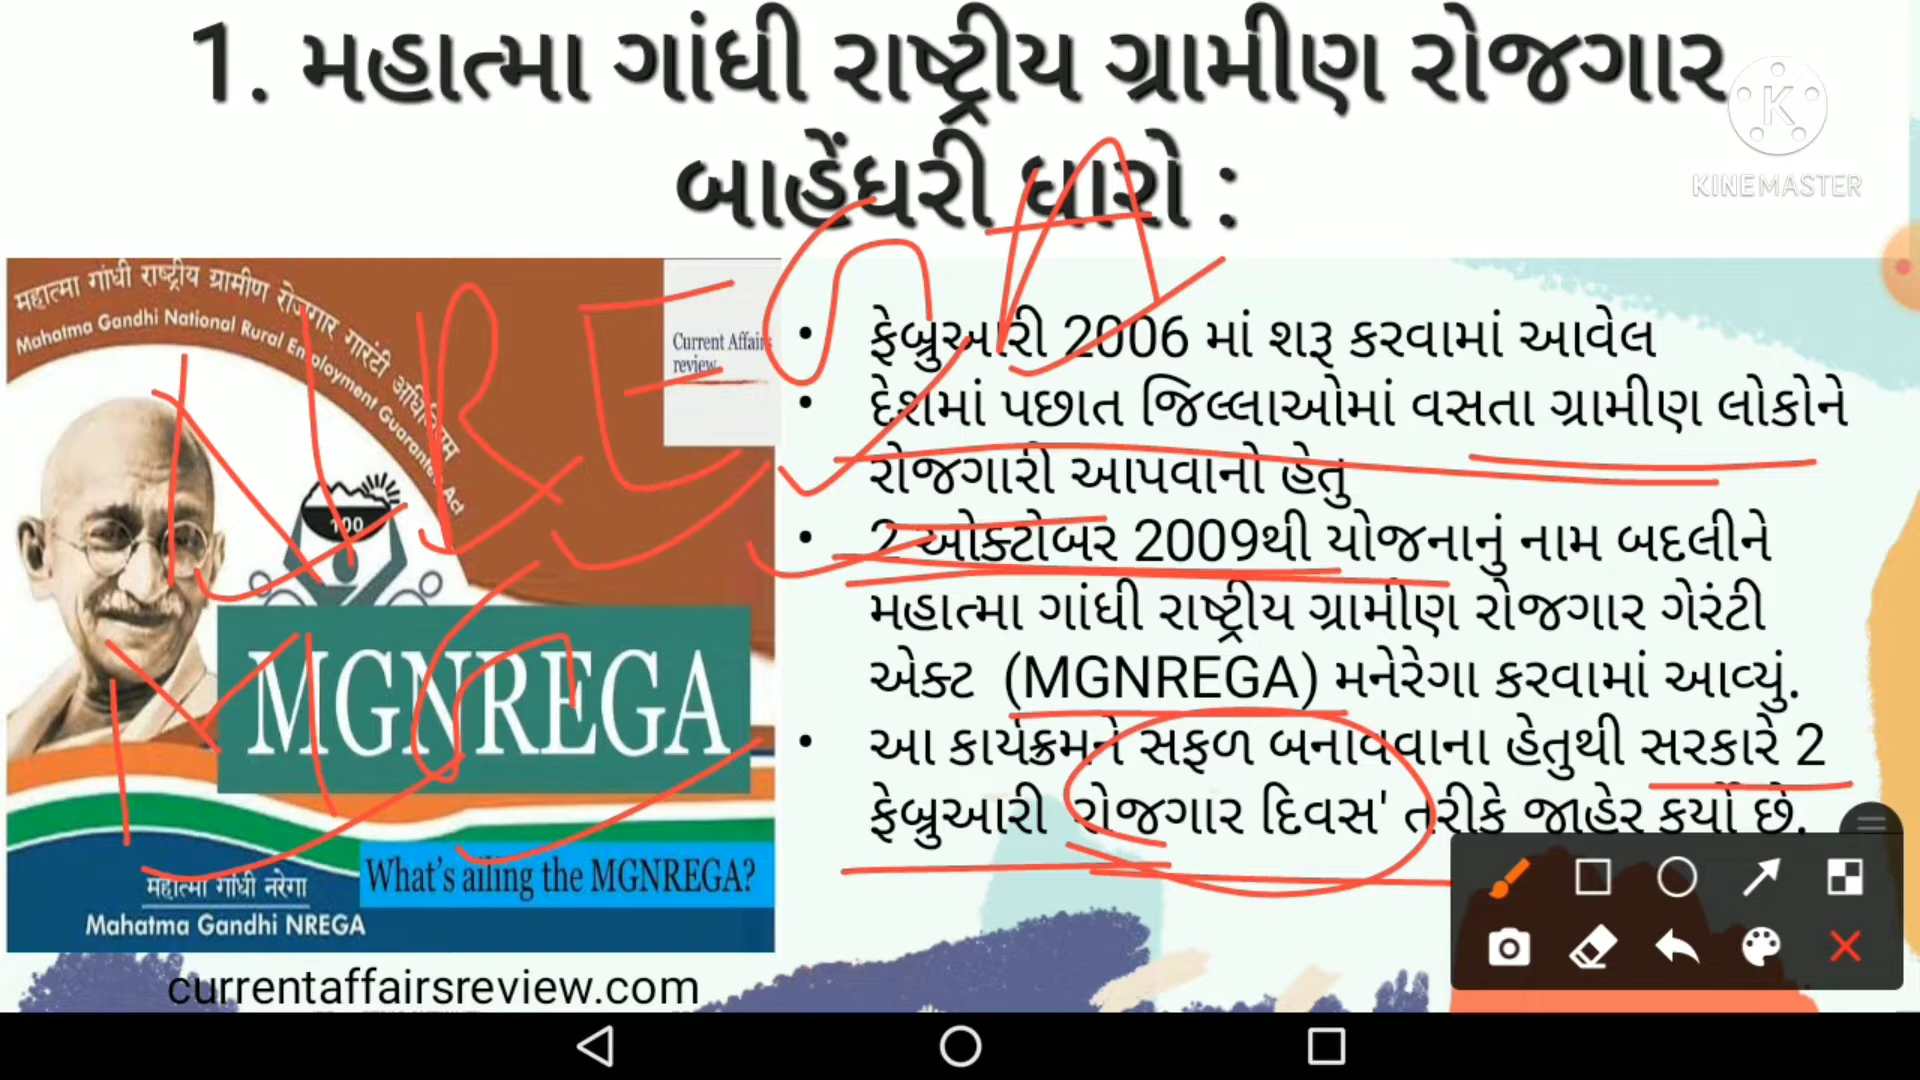 1. મહાત્મા ગાંધી રાષ્ટ્રીય ગ્રામીણ રોજગાર
બાહેંધરી ધારો :
KINEMASTER
महात्मा गांधी राष्ट्रीय ग्रामीण रोजगार गारंटी अधिनियम
Mahatma Gandhi National Rural Employment Guarantee Act
Current Affairs
review
100
MGNREGA
What's ailing the MGNREGA?
महात्मा गांधी नरेगा
Mahatma Gandhi NREGA
currentaffairsreview.com
NREGA
MG
• ફેબ્રુઆરી 2006 માં શરૂ કરવામાં આવેલ
• દેશમાં પછાત જિલ્લાઓમાં વસતા ગ્રામીણ લોકોને
રોજગારી આપવાનો હેતુ
• 2 ઓક્ટોબર 2009થી યોજનાનું નામ બદલીને
મહાત્મા ગાંધી રાષ્ટ્રીય ગ્રામીણ રોજગાર ગેરંટી
એક્ટ (MGNREGA) મનેરેગા કરવામાં આવ્યું.
• આ કાર્યક્રમને સફળ બનાવવાના હેતુથી સરકારે 2
ફેબ્રુઆરી રોજગાર દિવસ' તરીકે જાહેર કર્યો છે.